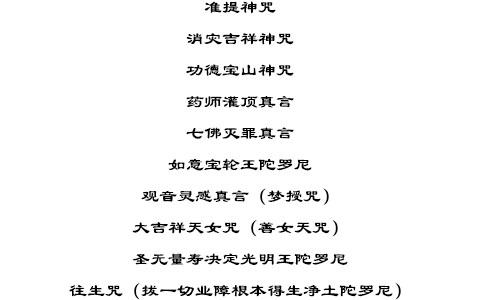 准提神咒
消灾吉祥神咒
功德宝山神咒
药师灌顶真言
七佛灭罪真言
如意宝轮王陀罗尼
观音灵感真言（梦授咒）
大吉祥天女咒（善女天咒）
圣无量寿决定光明王陀罗尼
往生咒（拔一切业障根本得生净土陀罗尼）